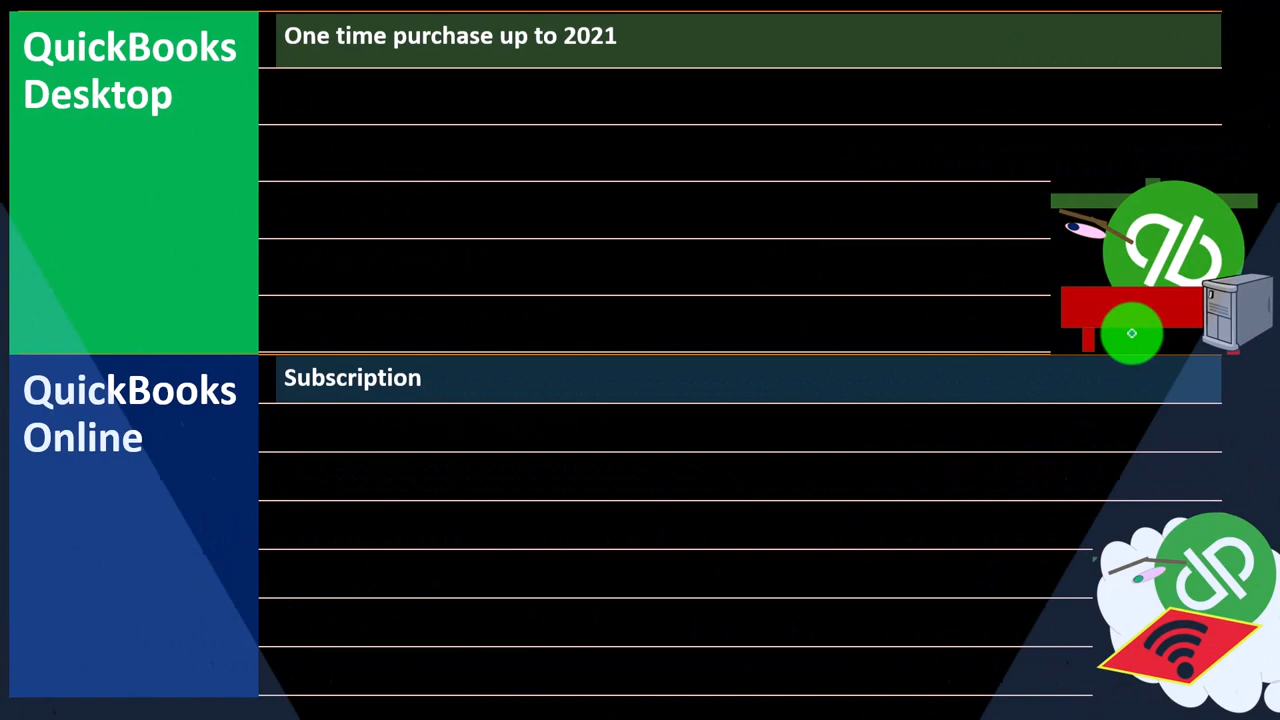 QuickBooks
Desktop
One time purchase up to 2021
QuickBooks
Online
Subscription